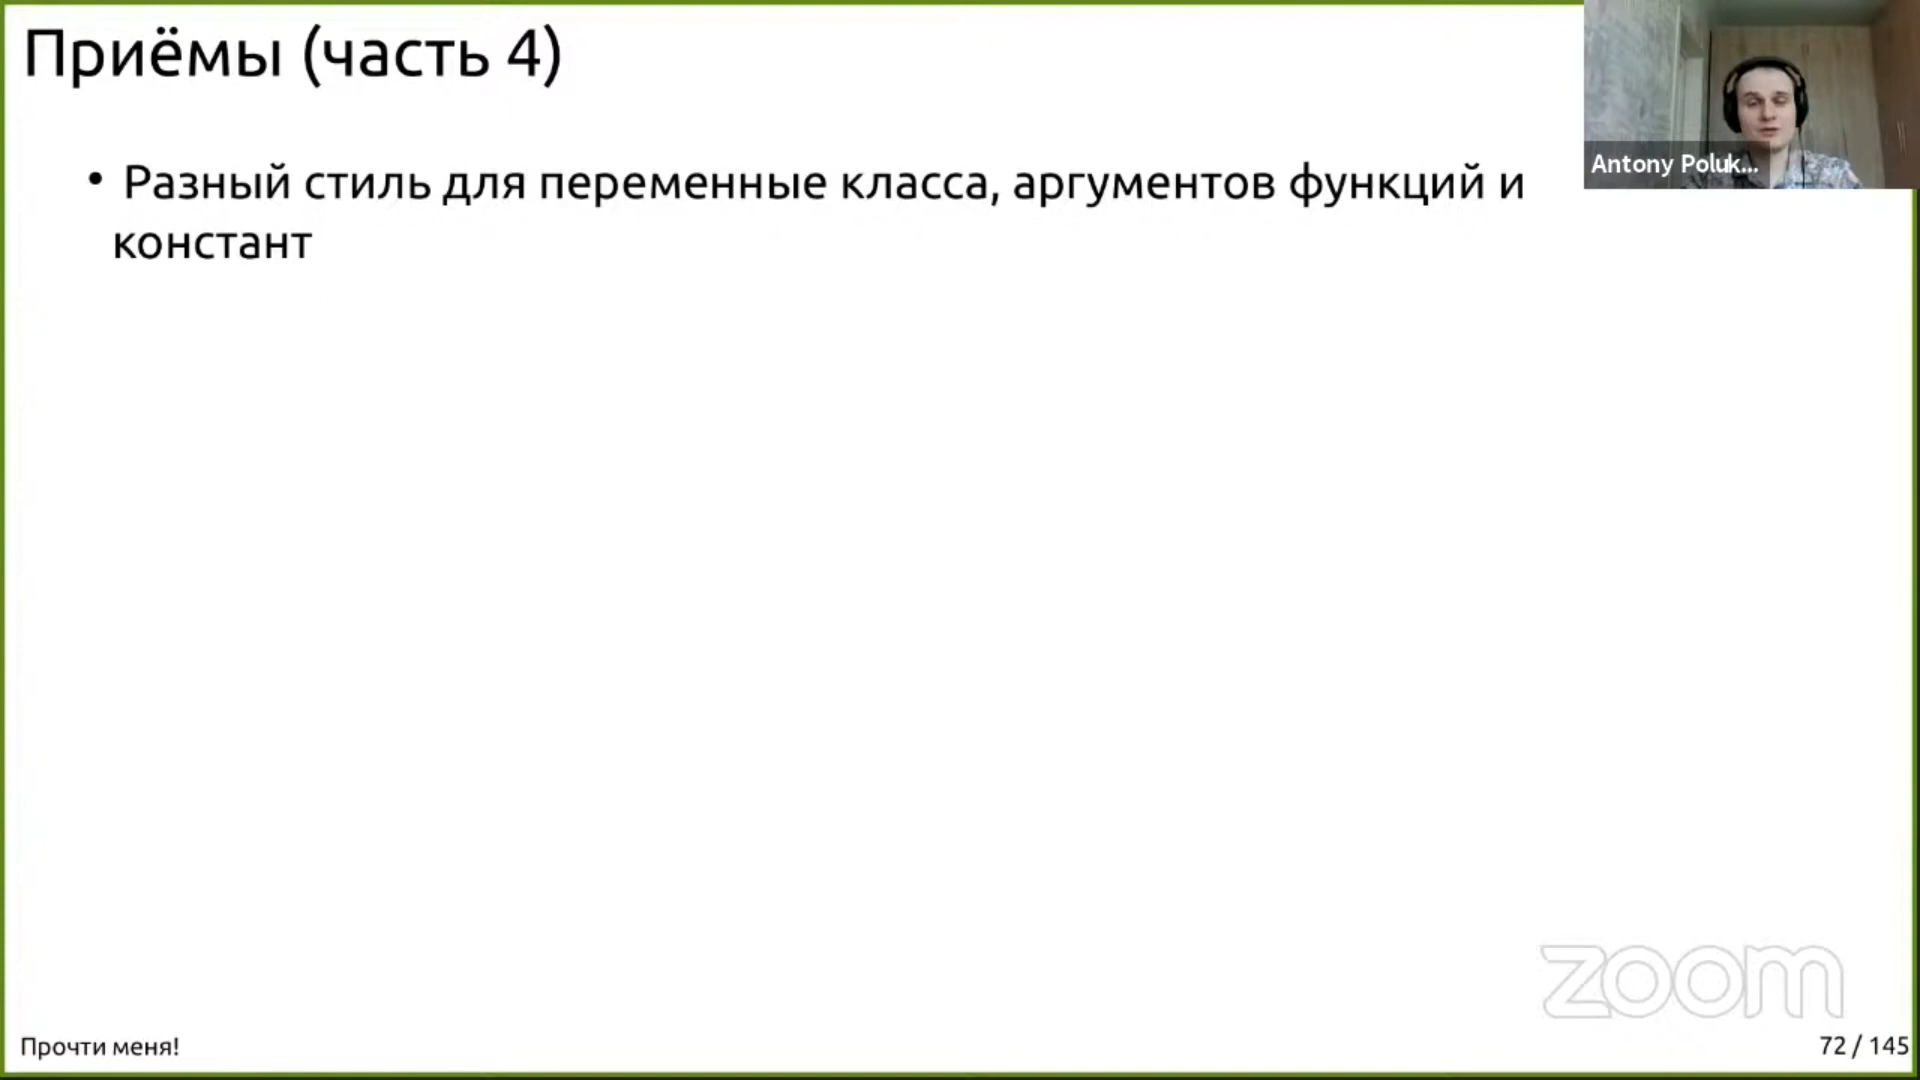 Приёмы (часть 4)
• Разный стиль для переменные класса, аргументов функций и
констант
Antony Poluk...
zoom
Прочти меня!
72 / 145